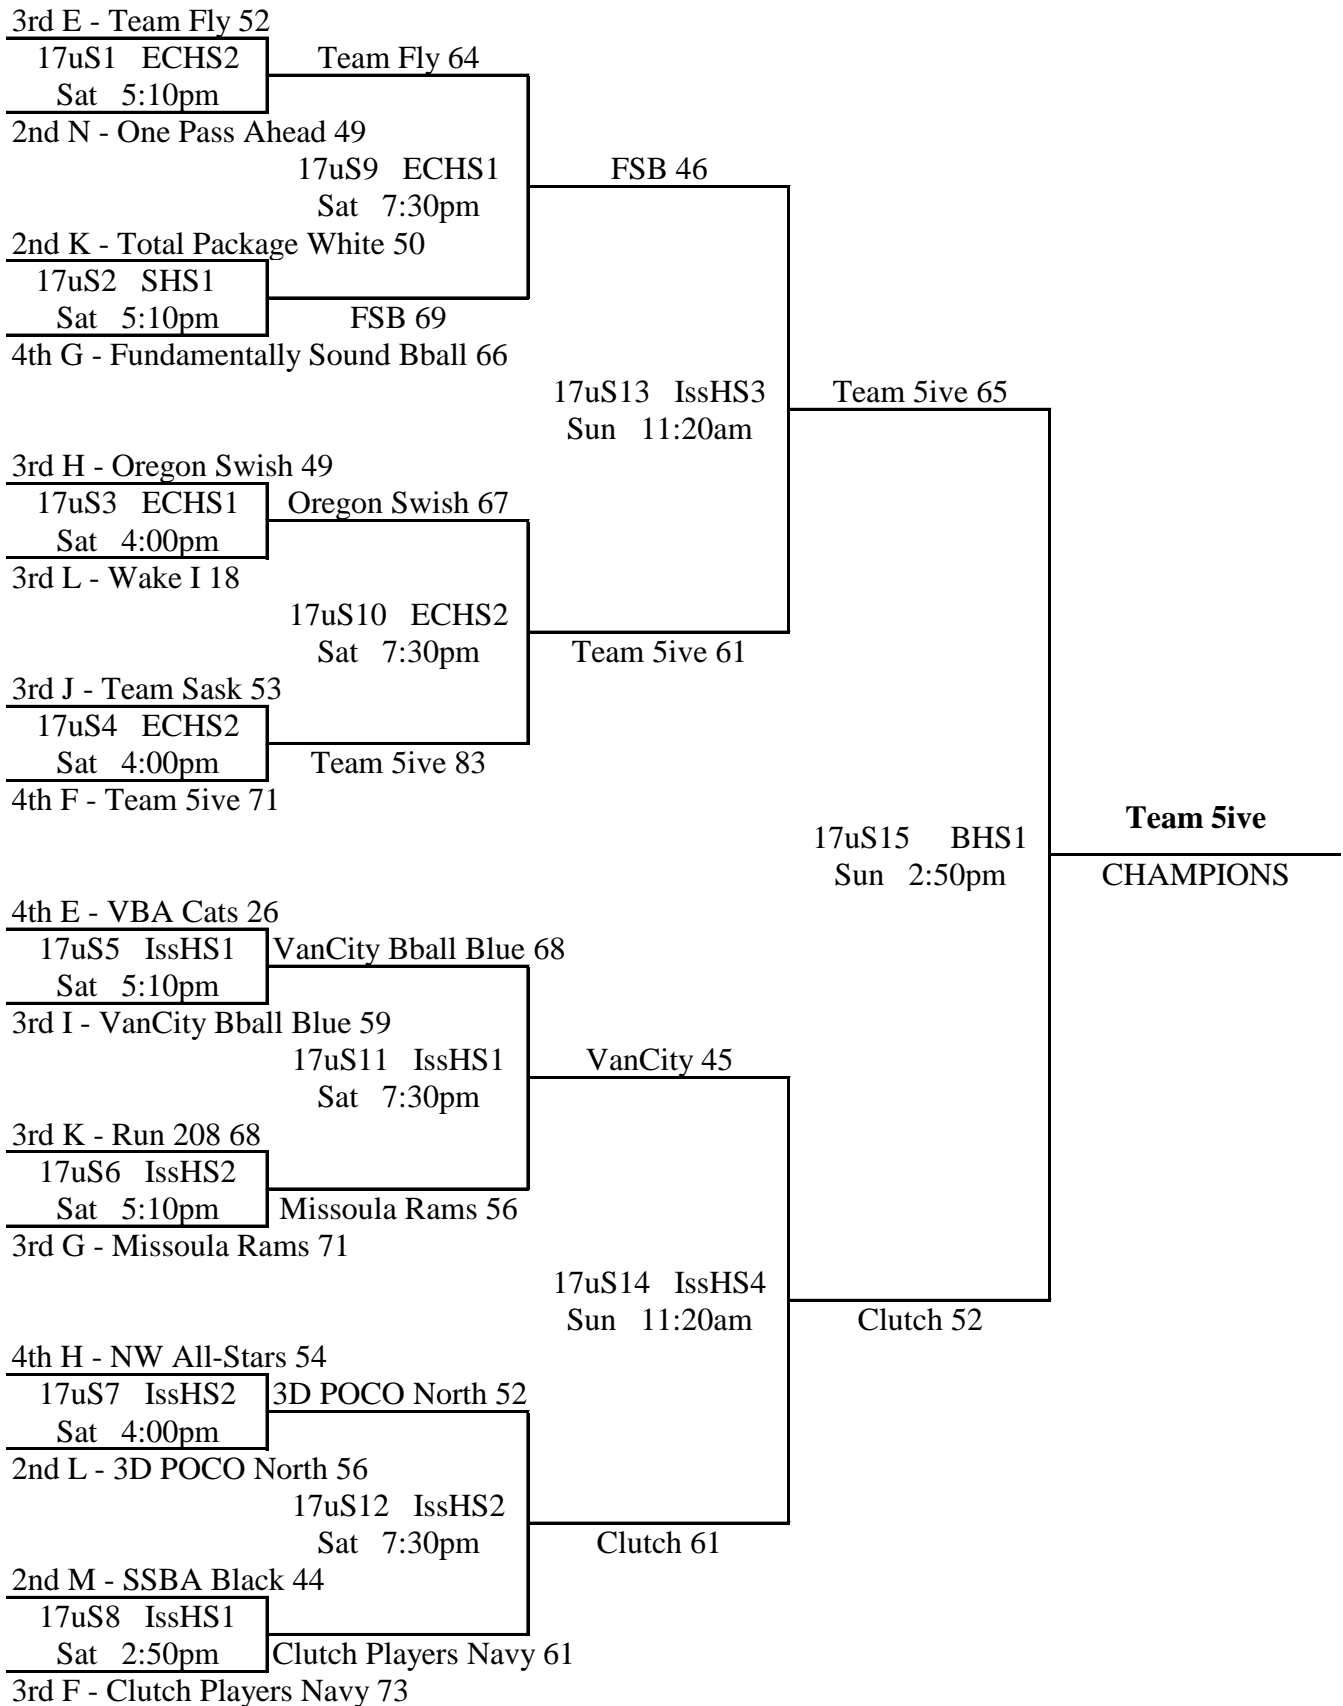 3rd E - Team Fly 52
17uS1 ECHS2
Team Fly 64
Sat 5:10pm
2nd N - One Pass Ahead 49
17uS9 ECHS1
FSB 46
Sat 7:30pm
2nd K - Total Package White 50
17uS2 SHS1
Sat 5:10pm
FSB 69
4th G - Fundamentally Sound Bball 66
17uS13 IssHS3
Team 5ive 65
Sun 11:20am
3rd H - Oregon Swish 49
17uS3 ECHS1
Oregon Swish 67
Sat 4:00pm
3rd L - Wake I 18
17uS10 ECHS2
Sat 7:30pm
Team 5ive 61
3rd J - Team Sask 53
17uS4 ECHS2
Sat 4:00pm
Team 5ive 83
4th F - Team 5ive 71
Team 5ive
17uS15 BHS1
Sun 2:50pm
CHAMPIONS
4th E - VBA Cats 26
17uS5 IssHS1
VanCity Bball Blue 68
Sat 5:10pm
3rd I - VanCity Bball Blue 59
17uS11 IssHS1
VanCity 45
Sat 7:30pm
3rd K - Run 208 68
17uS6 IssHS2
Sat 5:10pm
Missoula Rams 56
3rd G - Missoula Rams 71
17uS14 IssHS4
Sun 11:20am
Clutch 52
4th H - NW All-Stars 54
17uS7 IssHS2
3D POCO North 52
Sat 4:00pm
2nd L - 3D POCO North 56
17uS12 IssHS2
Sat 7:30pm
Clutch 61
2nd M - SSBA Black 44
17uS8 IssHS1
Sat 2:50pm
Clutch Players Navy 61
3rd F - Clutch Players Navy 73